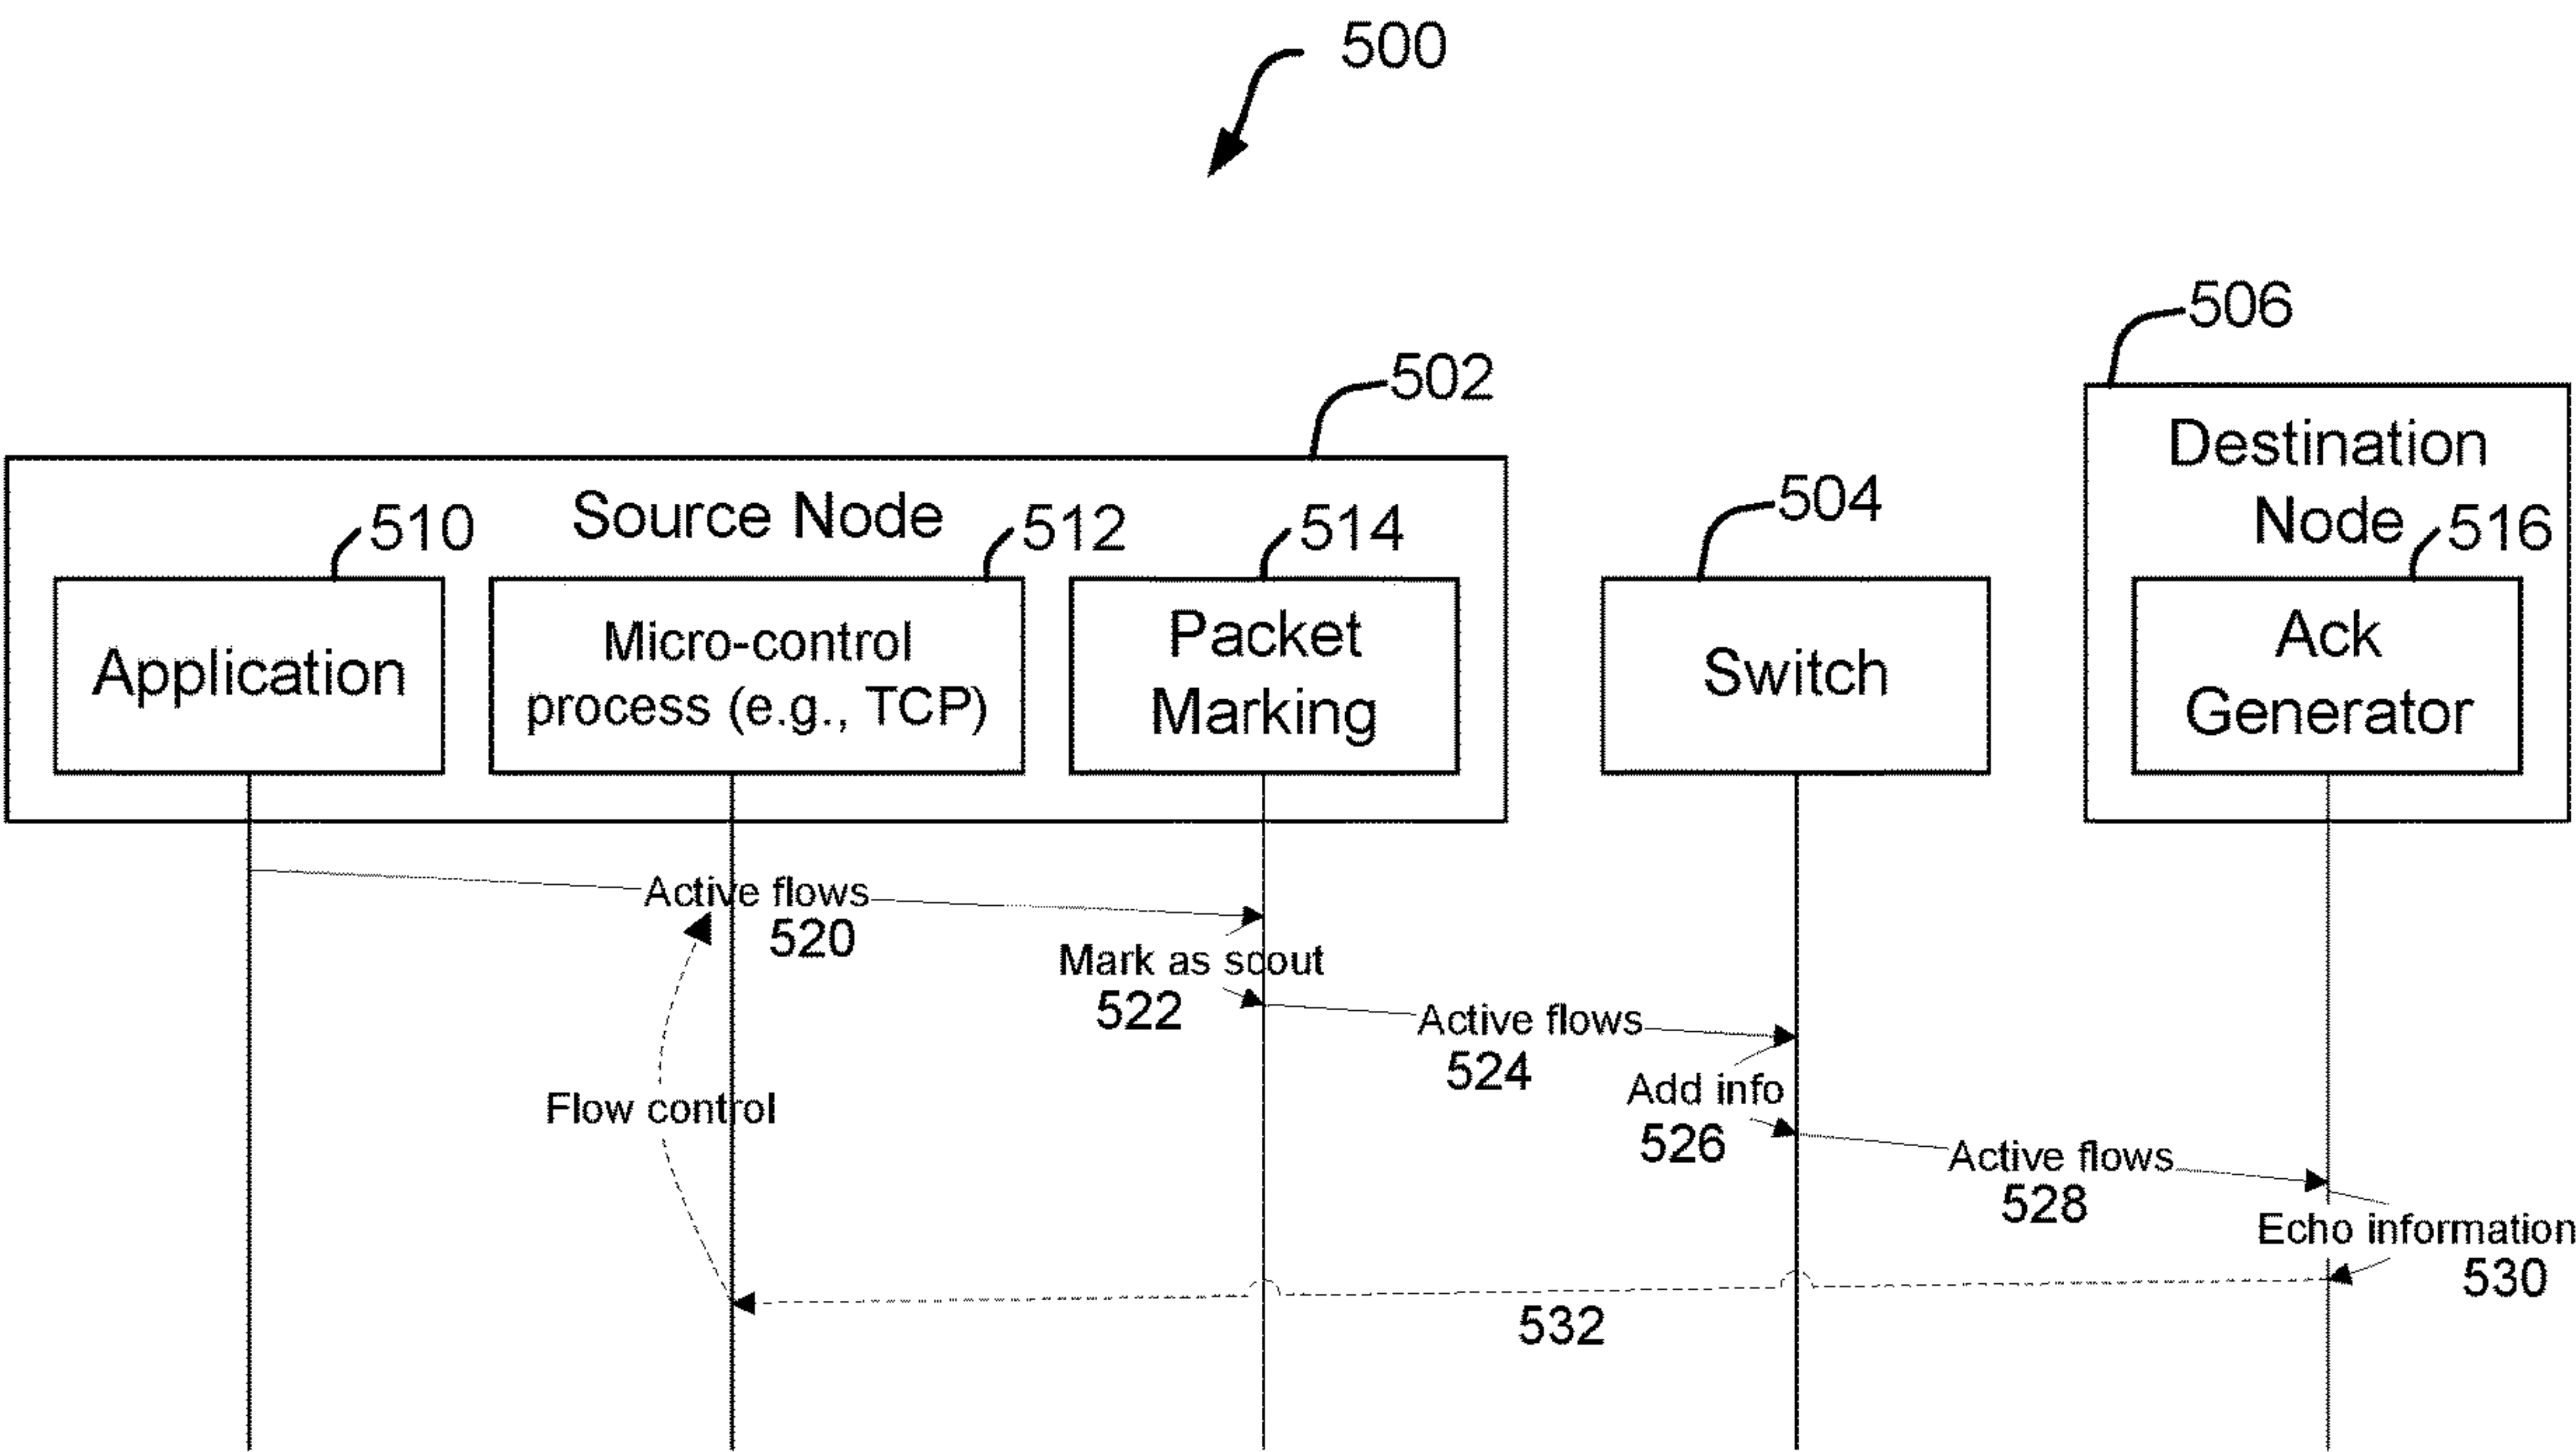 500
506
502
Destination
Node
504
Source Node
510
512
514
516
Application
Micro-control
process (e.g., TCP)
Packet
Marking
Switch
Ack
Generator
Active flows
520
Mark as scout
522
Active flows
524
Add info
526
Flow control
Active flows
528
Echo information
530
532